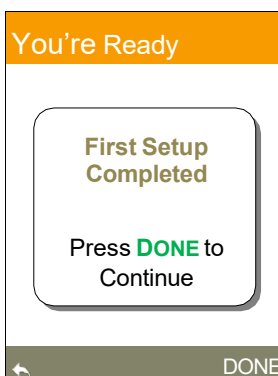 You're Ready
First Setup
Completed
Press DONE to
Continue
DONE